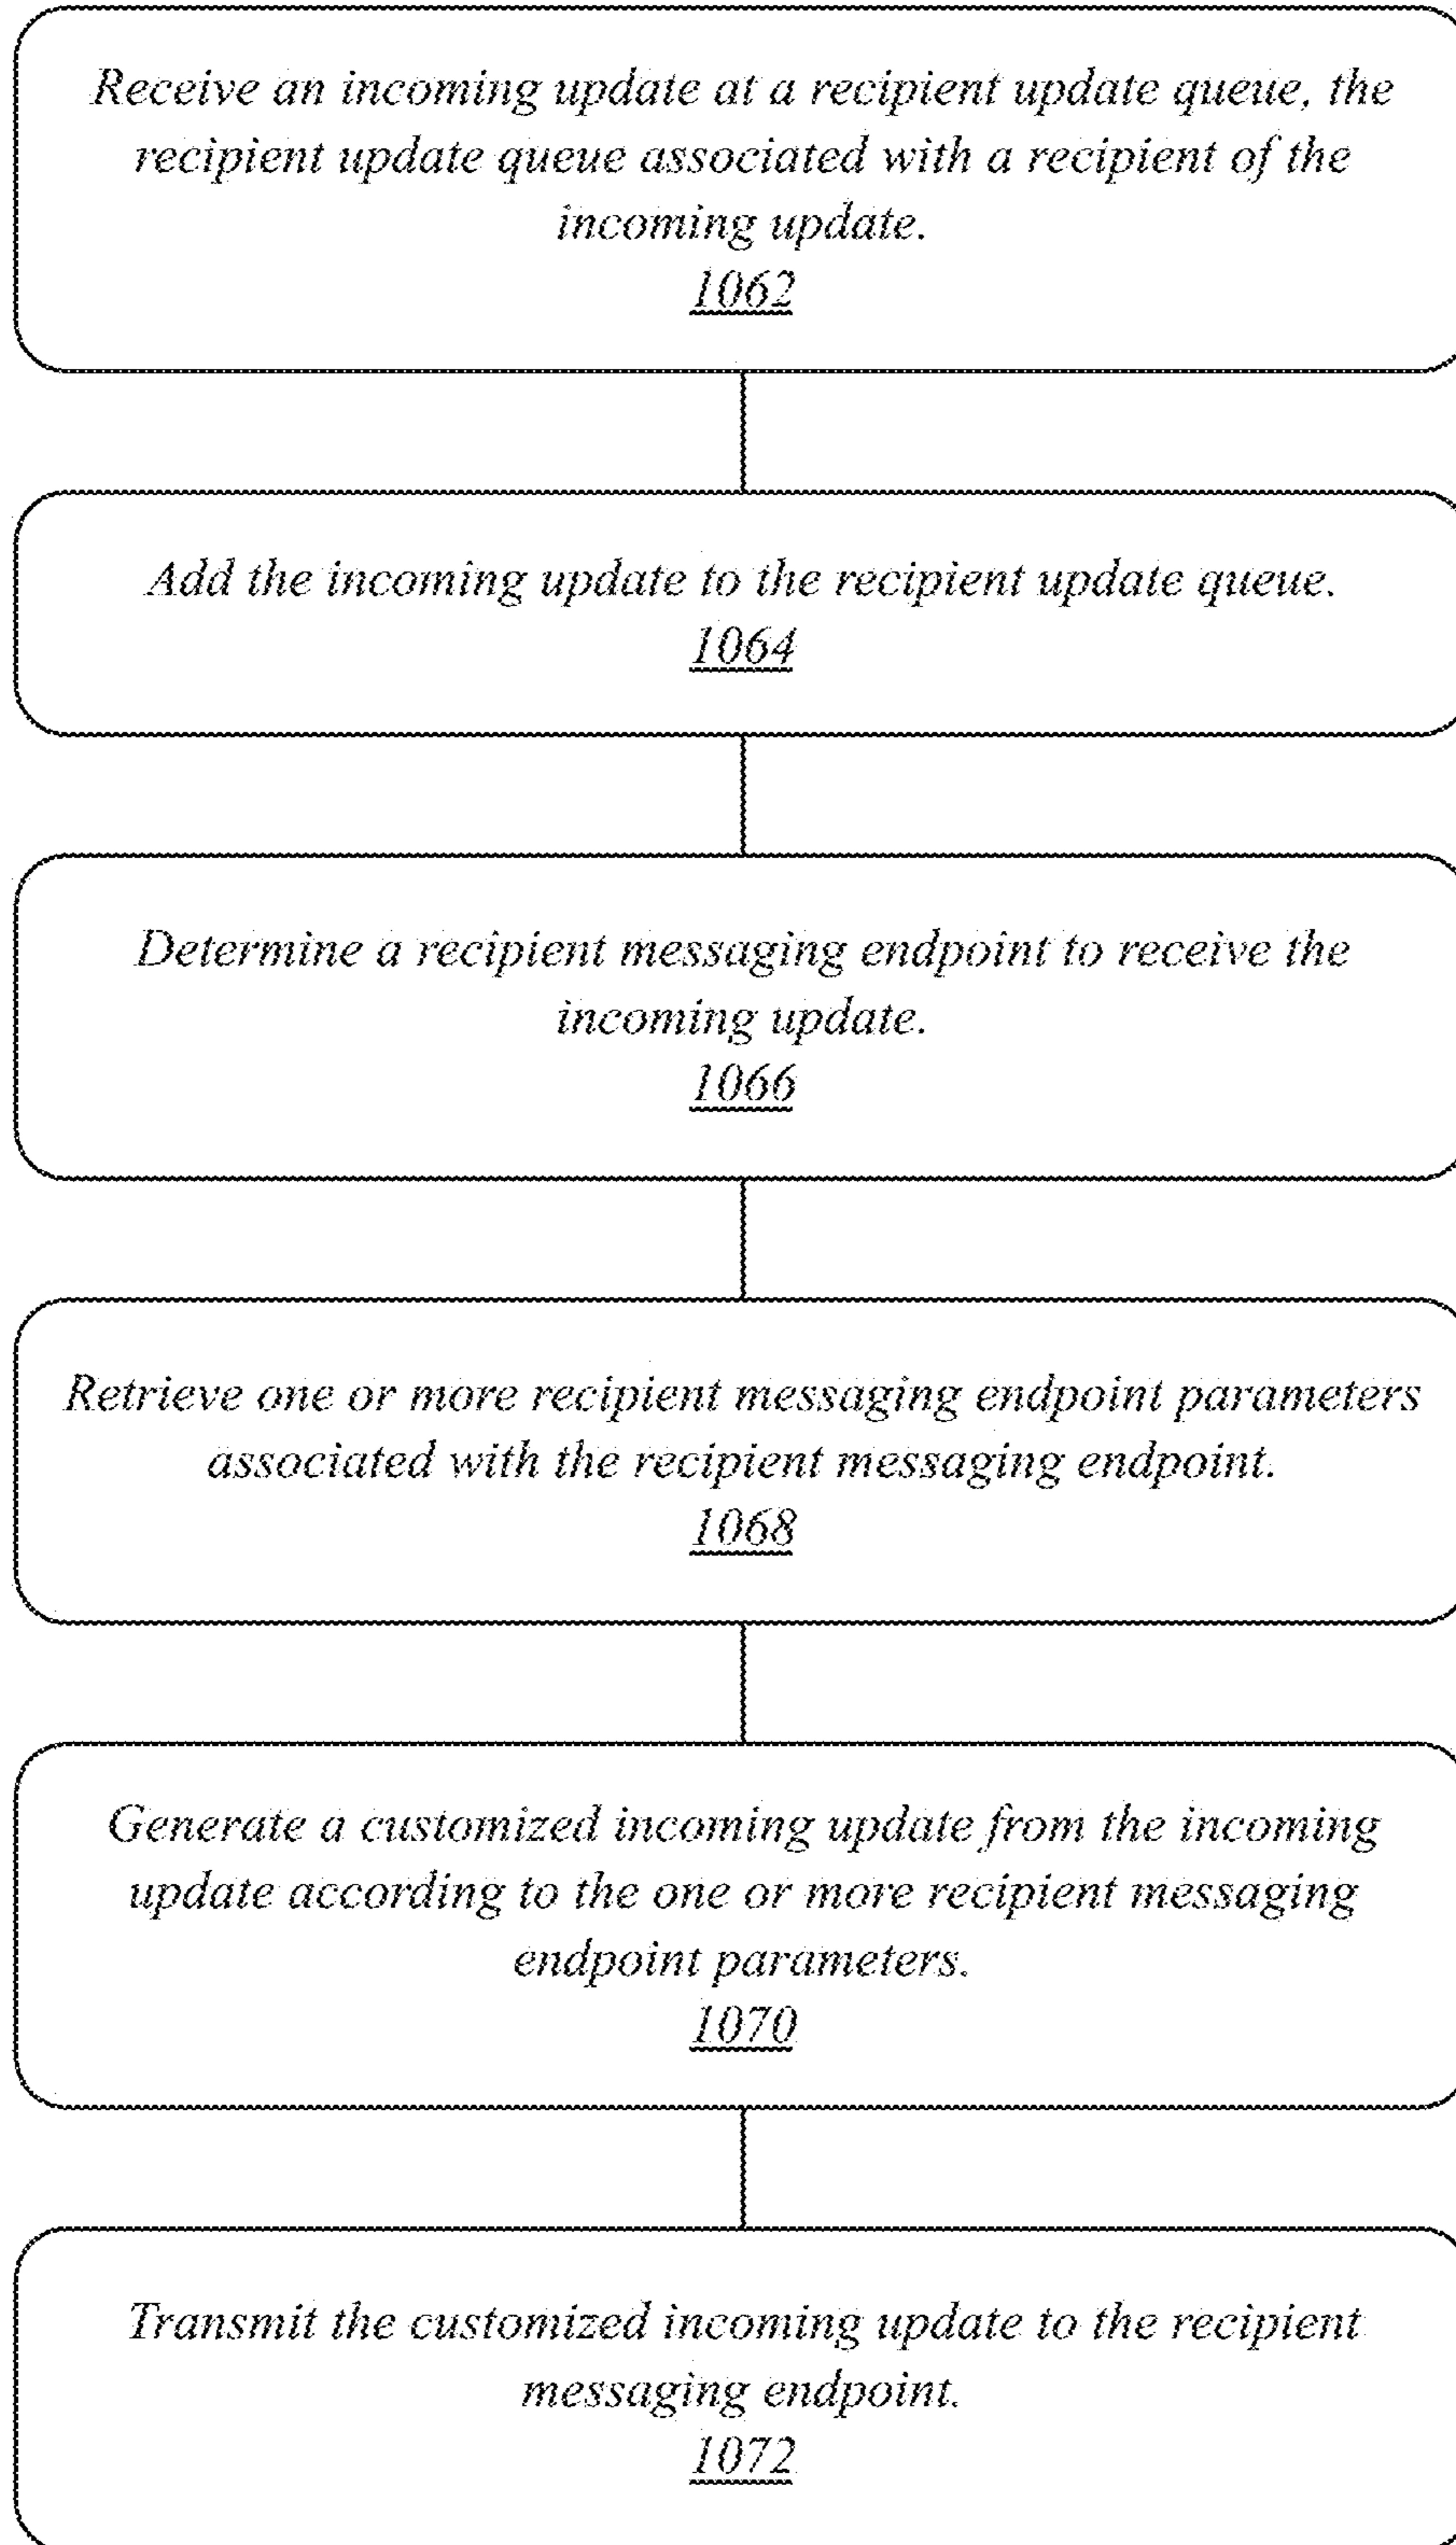 Receive an incoming update at a recipient update queue, the
recipient update queue associated with a recipient of the
incoming update.
1062
Add the incoming update to the recipient update queue.
1064
Determine a recipient messaging endpoint to receive the
incoming update.
1066
Retrieve one or more recipient messaging endpoint parameters
associated with the recipient messaging endpoint.
1068
Generate a customized incoming update from the incoming
update according to the one or more recipient messaging
endpoint parameters.
1070
Transmit the customized incoming update to the recipient
messaging endpoint.
1072